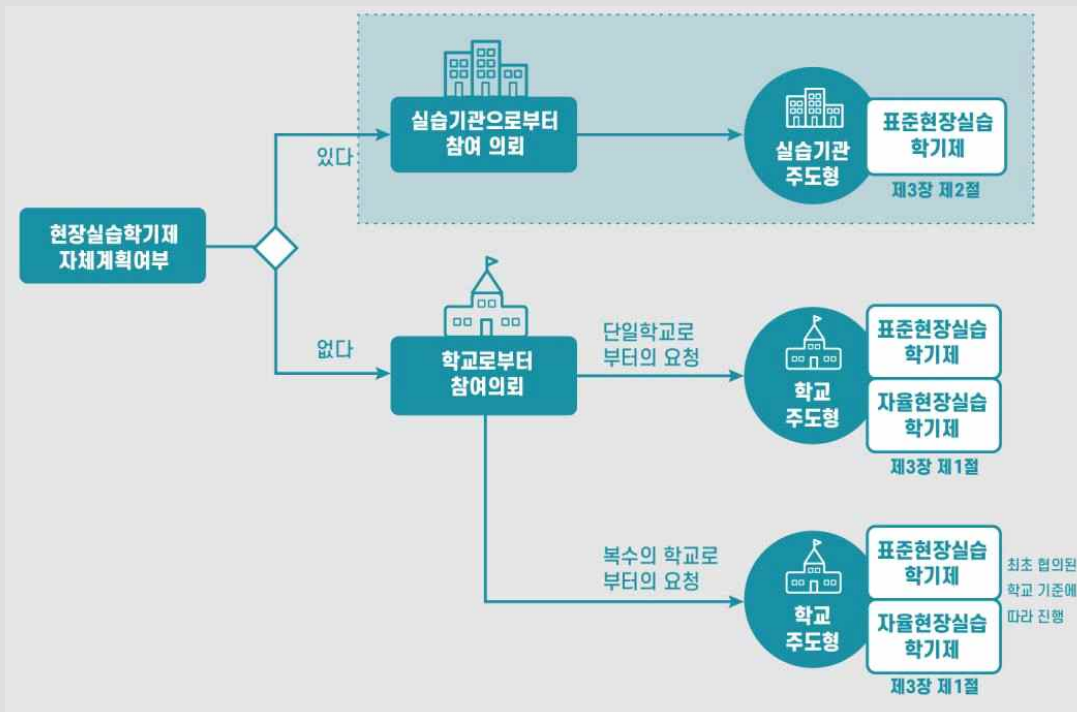 실습기관으로부터
참여 의뢰
있다
실습기관
주도형
표준현장실습
학기제
제3장 제2절
현장실습학기제
자체계획여부
없다
학교로부터
참여의뢰
단일학교로
부터의 요청
학교
주도형
표준현장실습
학기제
자율현장실습
학기제
제3장 제1절
복수의 학교로
부터의 요청
학교
주도형
표준현장실습
학기제
자율현장실습
학기제
제3장 제1절
최초 협의된
학교 기준에
따라 진행